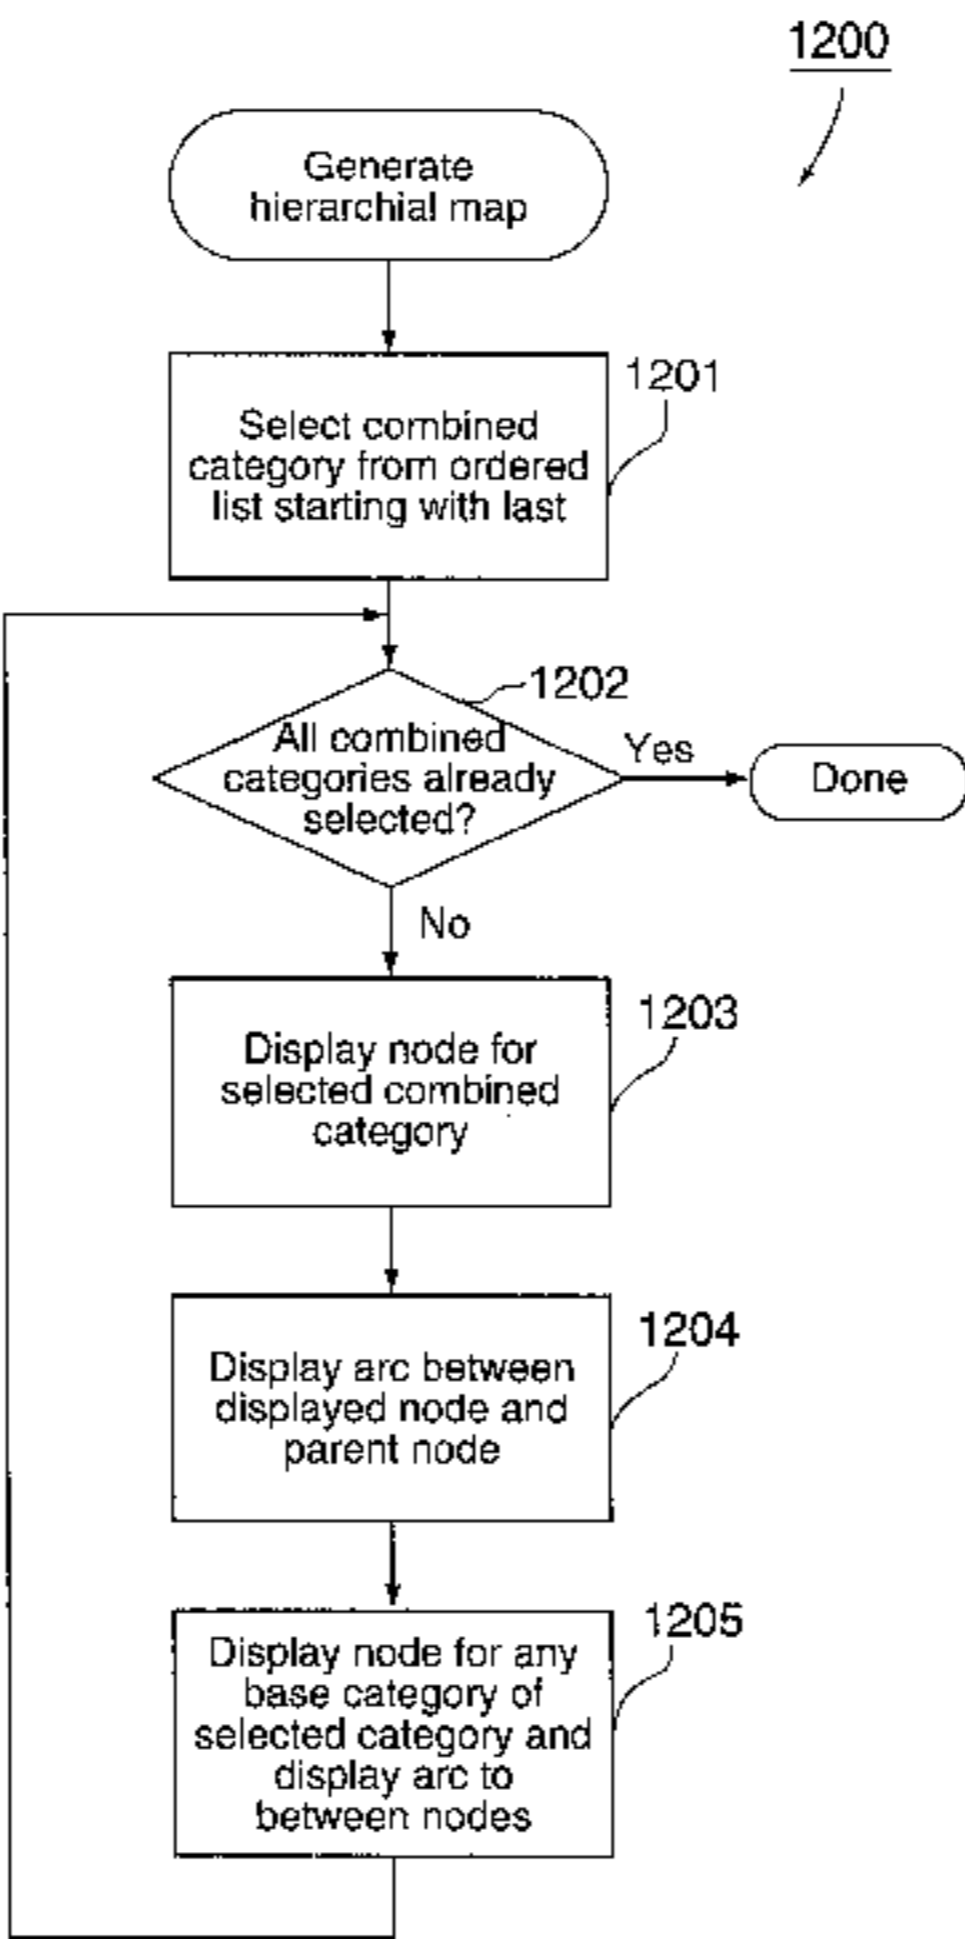 1200
Generate
hierarchial map
1201
Select combined
category from ordered
list starting with last
1202
All combined
categories already
selected?
Yes
Done
No
1203
Display node for
selected combined
category
1204
Display arc between
displayed node and
parent node
1205
Display node for any
base category of
selected category and
display arc to
between nodes